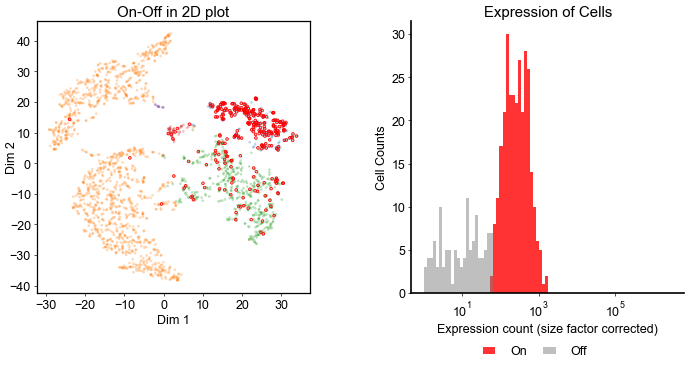 On-Off in 2D plot
Dim 2
40
30
20
10
0
−10
−20
−30
−40
−30 −20 −10 0 10 20 30
Dim 1
Expression of Cells
Cell Counts
30
25
20
15
10
5
0
10^1 10^3 10^5
Expression count (size factor corrected)
On Off